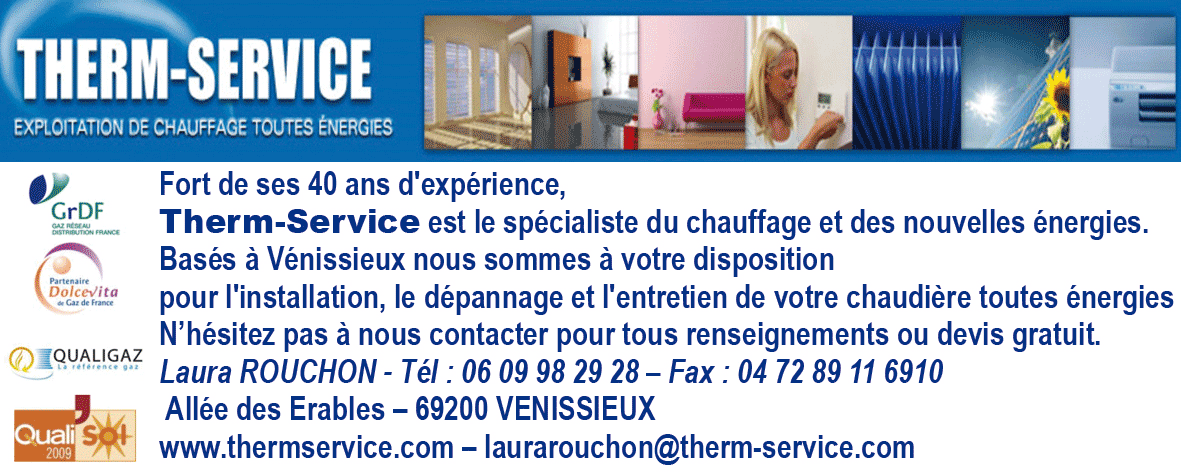 THERM-SERVICE
EXPLOITATION DE CHAUFFAGE TOUTES ÉNERGIES
GrDF
GAZ RÉSEAU
DISTRIBUTION FRANCE
Partenaire
Dolcevita
de Gaz de France
QUALIGAZ
La référence gaz
Quali'Sol
2009
Fort de ses 40 ans d'expérience,
Therm-Service est le spécialiste du chauffage et des nouvelles énergies.
Basés à Vénissieux nous sommes à votre disposition
pour l'installation, le dépannage et l'entretien de votre chaudière toutes énergies
N’hésitez pas à nous contacter pour tous renseignements ou devis gratuit.
Laura ROUCHON - Tél : 06 09 98 29 28 – Fax : 04 72 89 11 6910
Allée des Erables – 69200 VENISSIEUX
www.thermservice.com – laurarouchon@therm-service.com